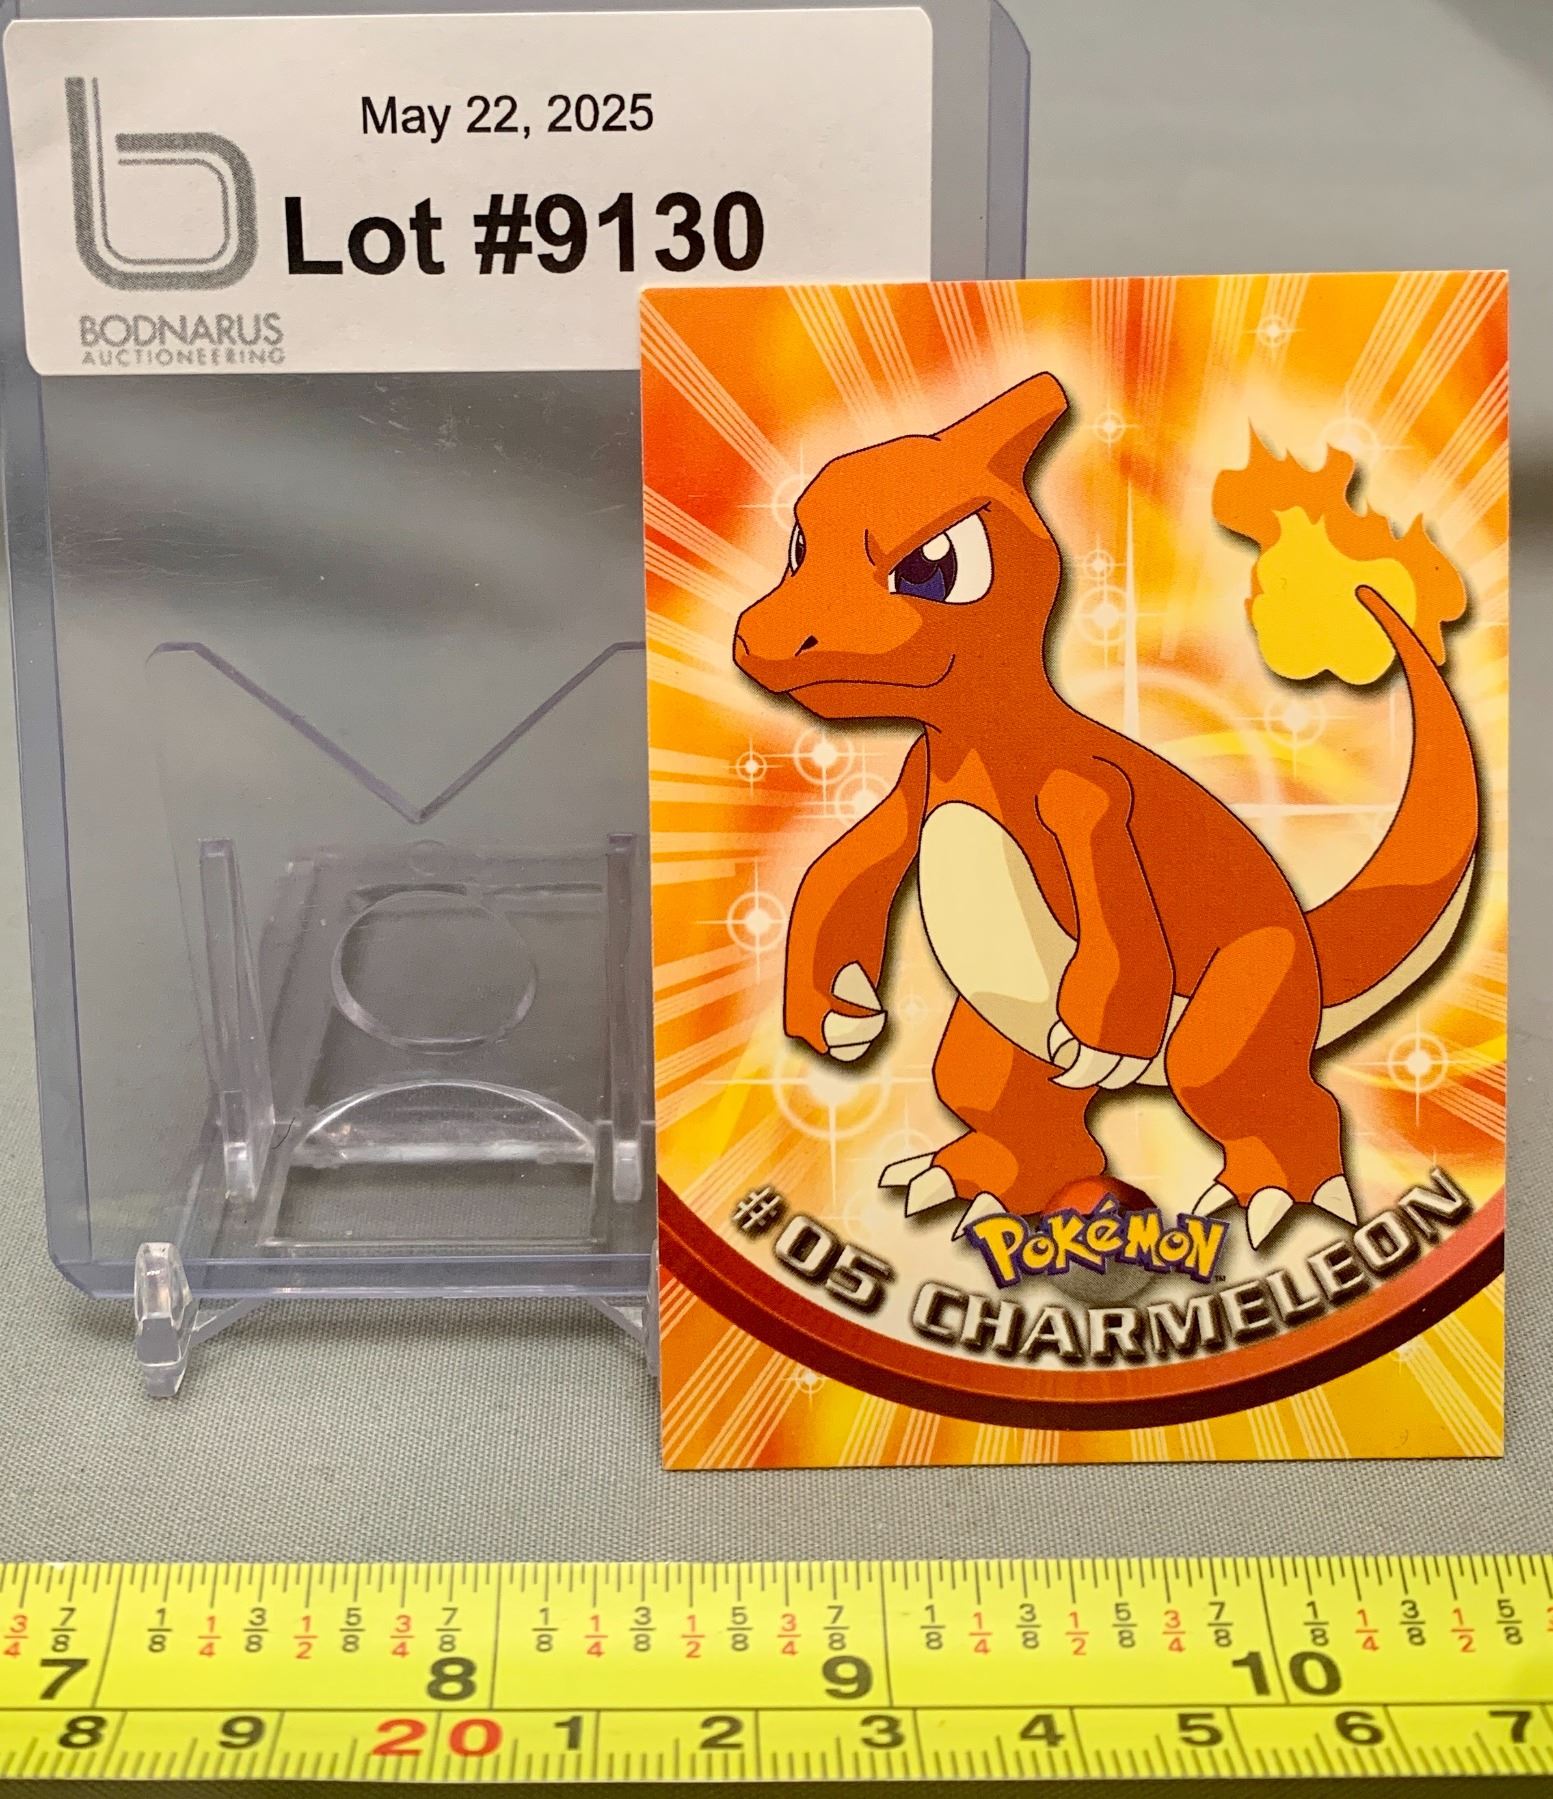 May 22, 2025
Lot #9130
BODNARUS
AUCTIONEERING
POKéMON™
#05 CHARMELEON
3/4 7/8 1/8 1/4 3/8 1/2 5/8 3/4 7/8 1/8 1/4 3/8 1/2 5/8 3/4 7/8 1/8 1/4 3/8 1/2 5/8 3/4 7/8 1/8 1/4 3/8 1/2 5/8
7 8 9 10
8 9 20 1 2 3 4 5 6 7